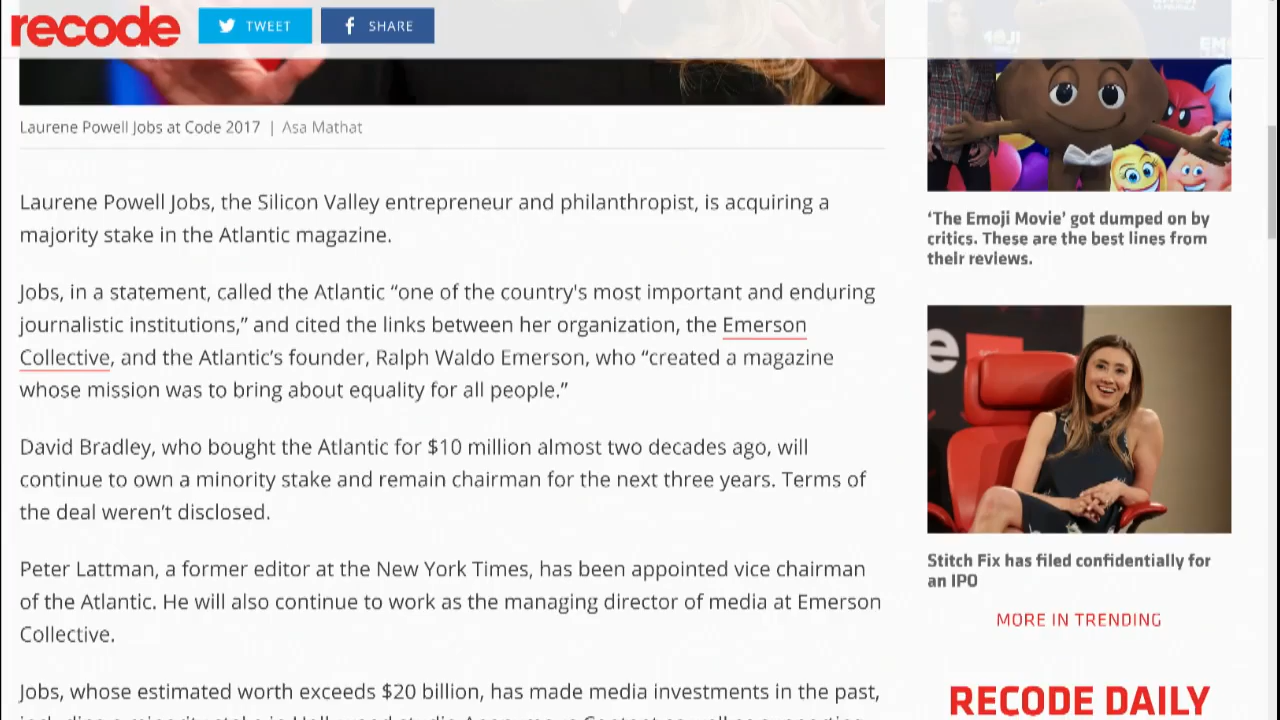 recode
TWEET
SHARE
Laurene Powell Jobs at Code 2017 | Asa Mathat
Laurene Powell Jobs, the Silicon Valley entrepreneur and philanthropist, is acquiring a
majority stake in the Atlantic magazine.
Jobs, in a statement, called the Atlantic “one of the country's most important and enduring
journalistic institutions,” and cited the links between her organization, the Emerson
Collective, and the Atlantic’s founder, Ralph Waldo Emerson, who “created a magazine
whose mission was to bring about equality for all people.”
David Bradley, who bought the Atlantic for $10 million almost two decades ago, will
continue to own a minority stake and remain chairman for the next three years. Terms of
the deal weren’t disclosed.
Peter Lattman, a former editor at the New York Times, has been appointed vice chairman
of the Atlantic. He will also continue to work as the managing director of media at Emerson
Collective.
Jobs, whose estimated worth exceeds $20 billion, has made media investments in the past,
‘The Emoji Movie’ got dumped on by
critics. These are the best lines from
their reviews.
Stitch Fix has filed confidentially for
an IPO
MORE IN TRENDING
RECODE DAILY